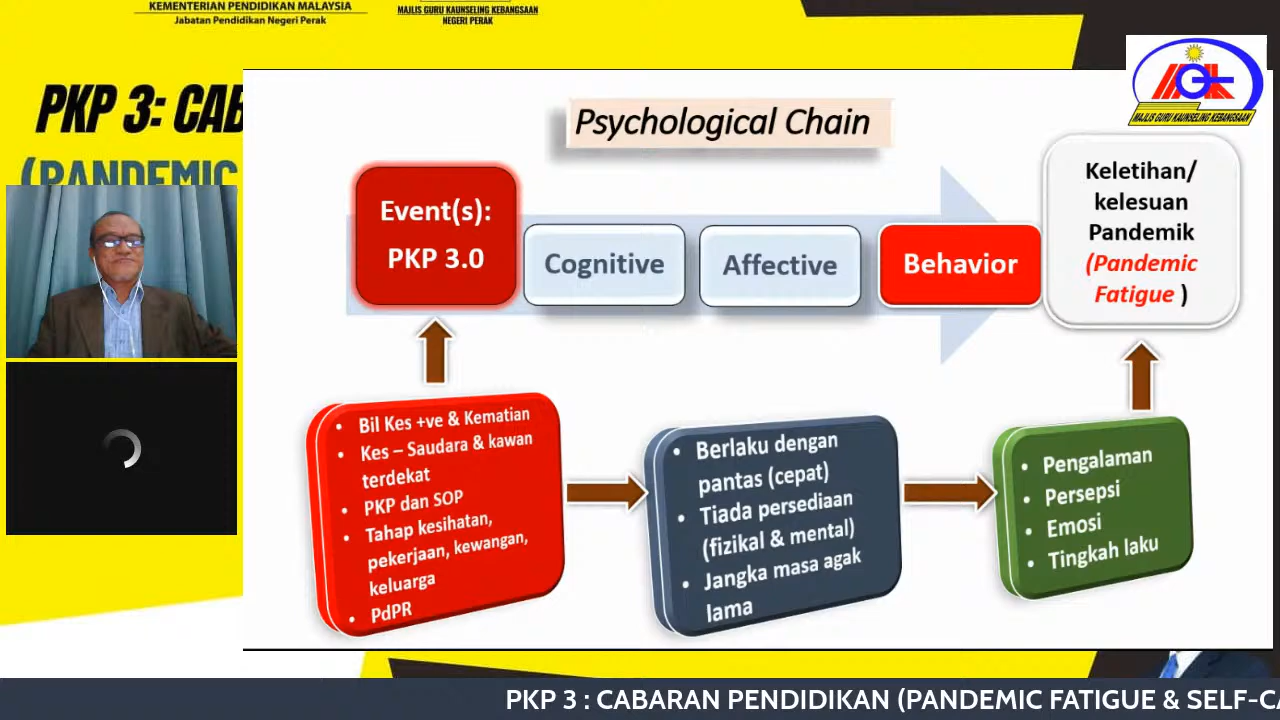 KEMENTERIAN PENDIDIKAN MALAYSIA
Jabatan Pendidikan Negeri Perak
MAJLIS GURU KAUNSELING KEBANGSAAN
NEGERI PERAK
PKP 3: CAB
(PANDEMIC
MAJLIS GURU KAUNSELING KEBANGSAAN
Psychological Chain
Event(s):
PKP 3.0
Cognitive
Affective
Behavior
Keletihan/
kelesuan
Pandemik
(Pandemic
Fatigue )
• Bil Kes +ve & Kematian
• Kes – Saudara & kawan
terdekat
• PKP dan SOP
• Tahap kesihatan,
pekerjaan, kewangan,
keluarga
• PdPR
• Berlaku dengan
pantas (cepat)
• Tiada persediaan
(fizikal & mental)
• Jangka masa agak
lama
• Pengalaman
• Persepsi
• Emosi
• Tingkah laku
PKP 3 : CABARAN PENDIDIKAN (PANDEMIC FATIGUE & SELF-CA